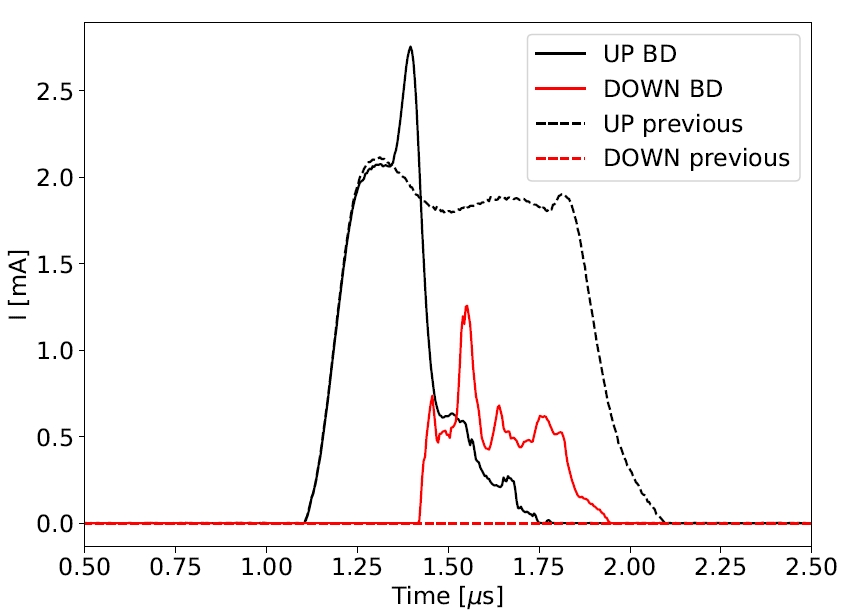 UP BD
DOWN BD
UP previous
DOWN previous
2.5
2.0
1.5
1.0
0.5
0.0
I [mA]
0.50 0.75 1.00 1.25 1.50 1.75 2.00 2.25 2.50
Time [μs]